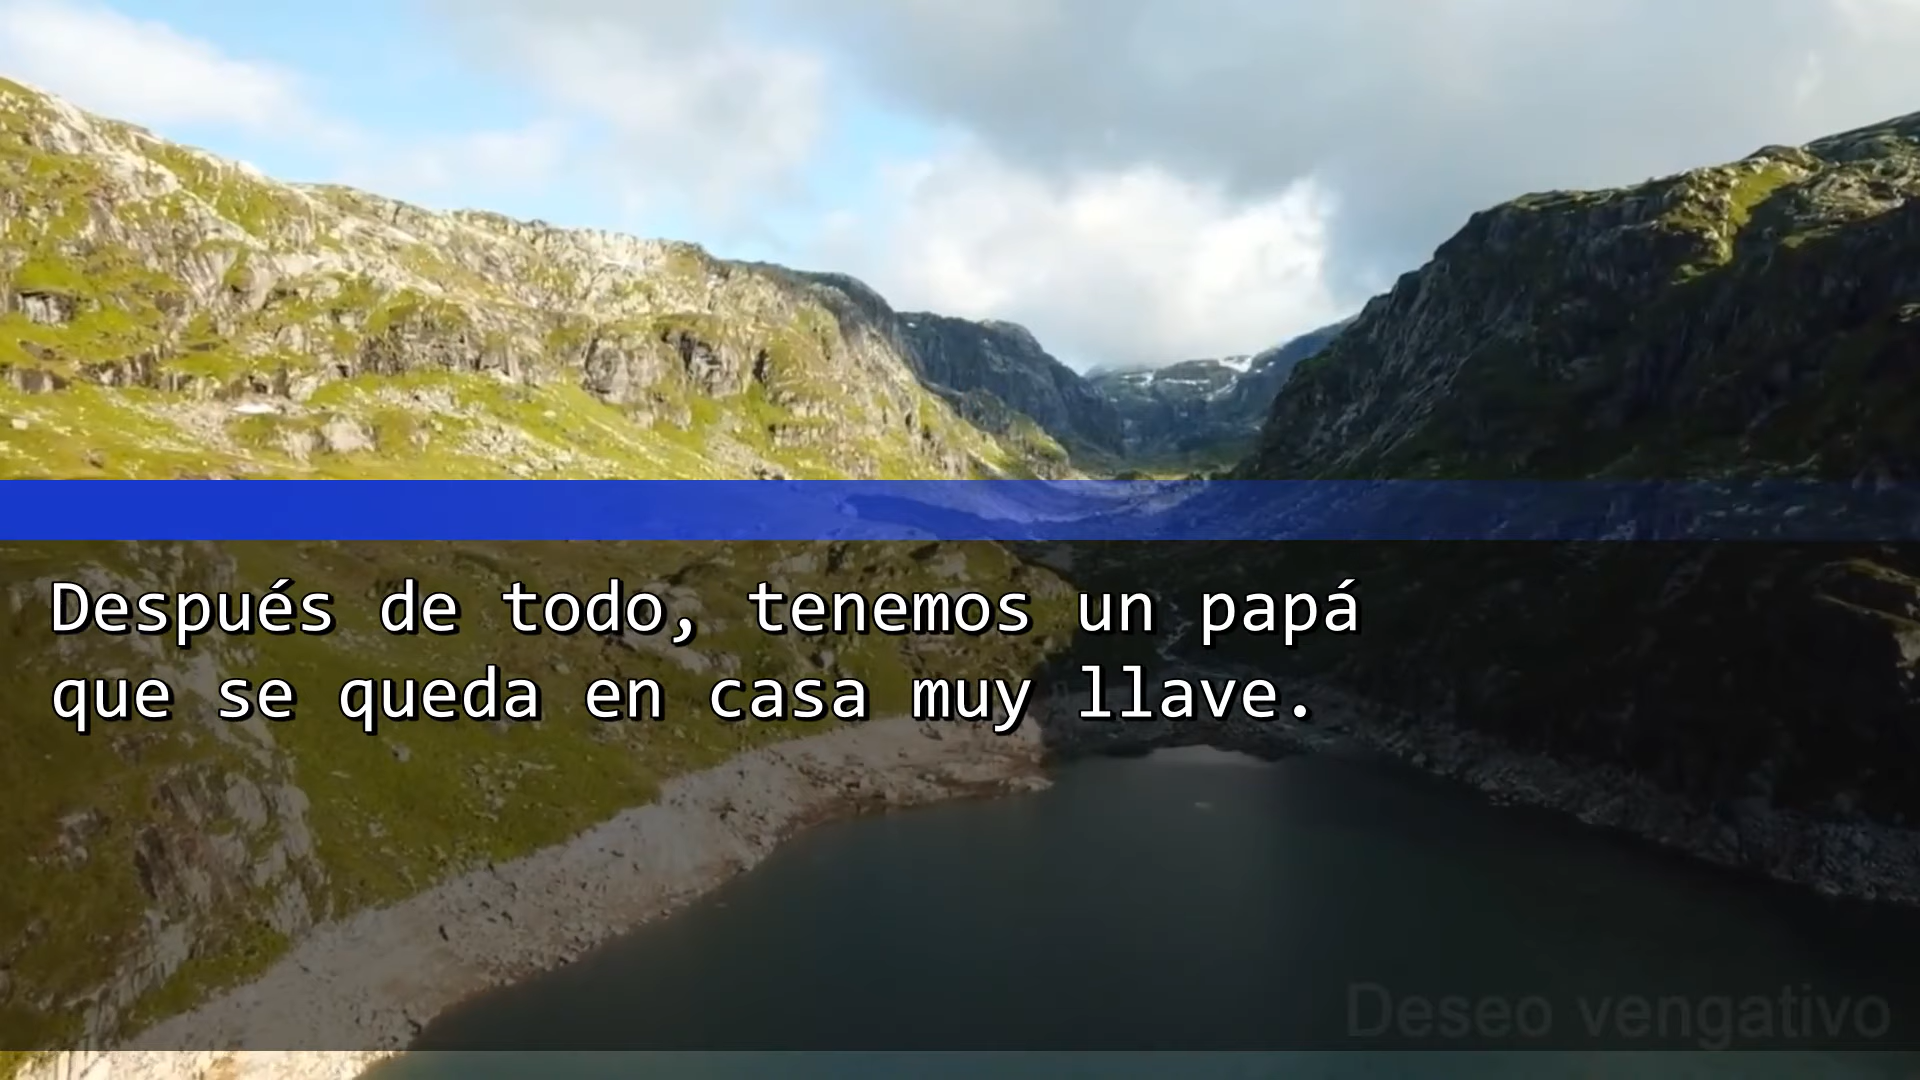 Después de todo, tenemos un papá
que se queda en casa muy llave.
Deseo vengativo